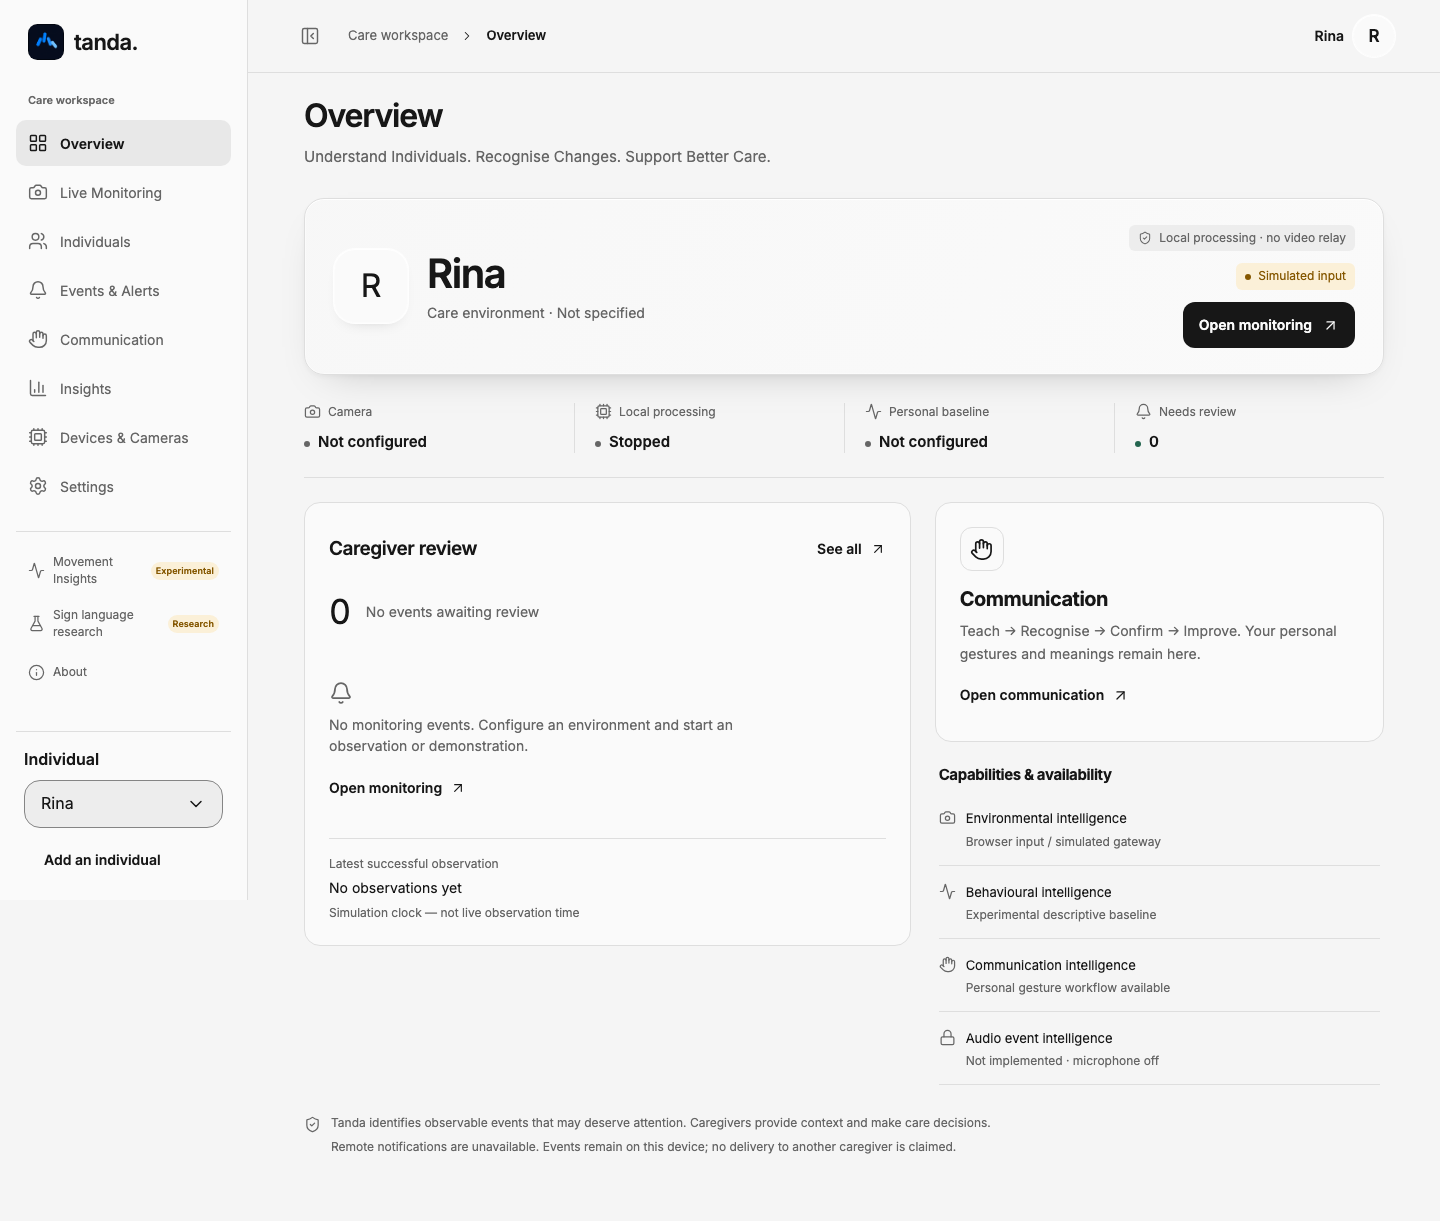 tanda.
Care workspace
Overview
Live Monitoring
Individuals
Events & Alerts
Communication
Insights
Devices & Cameras
Settings
Movement
Insights
Experimental
Sign language
research
Research
About
Individual
Rina
Add an individual
Care workspace > Overview
Rina R
Overview
Understand Individuals. Recognise Changes. Support Better Care.
R
Rina
Care environment · Not specified
Local processing · no video relay
Simulated input
Open monitoring
Camera
Not configured
Local processing
Stopped
Personal baseline
Not configured
Needs review
0
Caregiver review
See all
0 No events awaiting review
No monitoring events. Configure an environment and start an
observation or demonstration.
Open monitoring
Latest successful observation
No observations yet
Simulation clock — not live observation time
Communication
Teach → Recognise → Confirm → Improve. Your personal
gestures and meanings remain here.
Open communication
Capabilities & availability
Environmental intelligence
Browser input / simulated gateway
Behavioural intelligence
Experimental descriptive baseline
Communication intelligence
Personal gesture workflow available
Audio event intelligence
Not implemented · microphone off
Tanda identifies observable events that may deserve attention. Caregivers provide context and make care decisions.
Remote notifications are unavailable. Events remain on this device; no delivery to another caregiver is claimed.